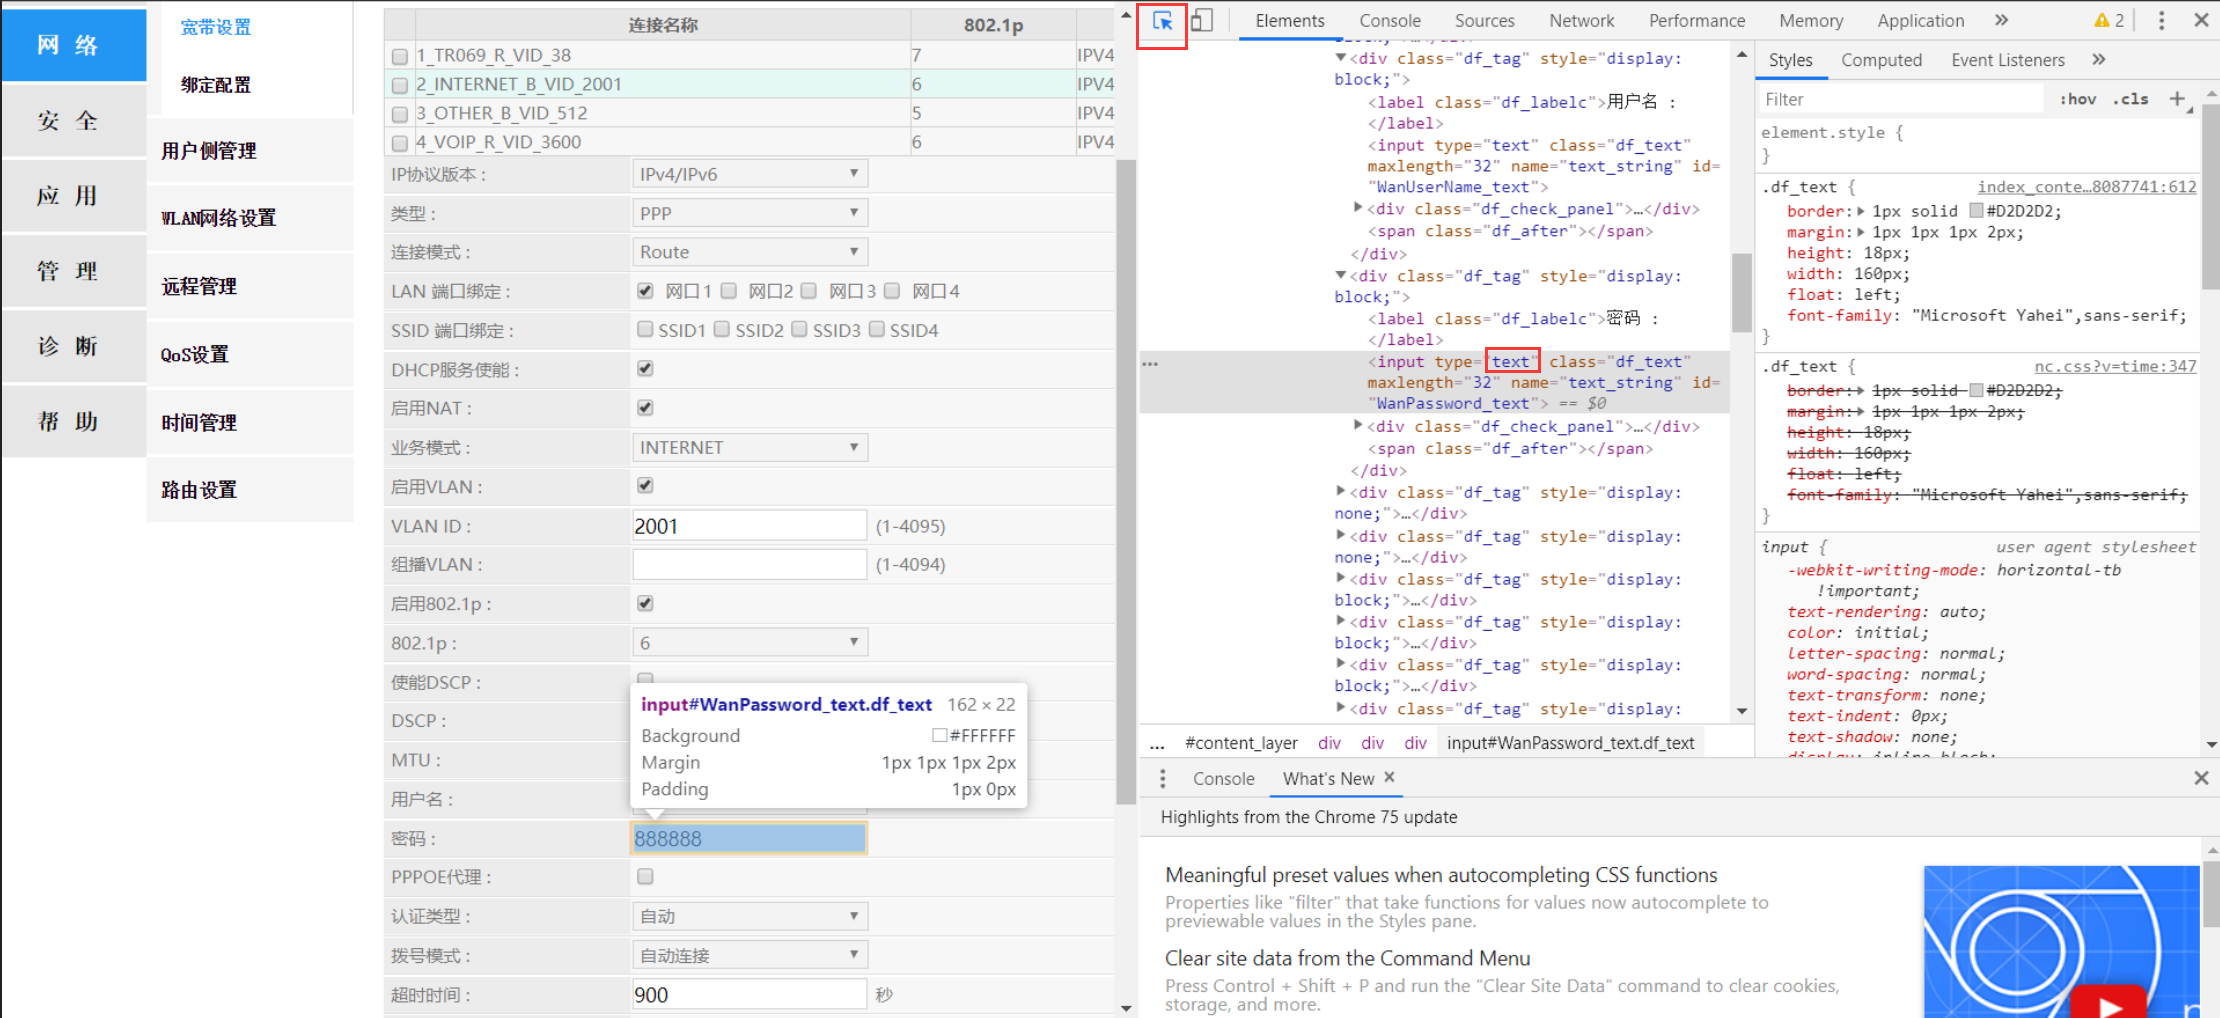 网 络
安 全
应 用
管 理
诊 断
帮 助
宽带设置
绑定配置
用户侧管理
WLAN网络设置
远程管理
QoS设置
时间管理
路由设置
连接名称 802.1p
1_TR069_R_VID_38 7 IPV4
2_INTERNET_B_VID_2001 6 IPV4
3_OTHER_B_VID_512 5 IPV4
4_VOIP_R_VID_3600 6 IPV4
IP协议版本 : IPv4/IPv6
类型 : PPP
连接模式 : Route
LAN 端口绑定 : 网口1 网口2 网口3 网口4
SSID 端口绑定 : SSID1 SSID2 SSID3 SSID4
DHCP服务使能 :
启用NAT :
业务模式 : INTERNET
启用VLAN :
VLAN ID : 2001 (1-4095)
组播VLAN : (1-4094)
启用802.1p :
802.1p : 6
使能DSCP :
DSCP :
MTU :
用户名 :
密码 : 888888
PPPOE代理 :
认证类型 : 自动
拨号模式 : 自动连接
超时时间 : 900 秒
input#WanPassword_text.df_text 162 × 22
Background #FFFFFF
Margin 1px 1px 1px 2px
Padding 1px 0px
Elements Console Sources Network Performance Memory Application » 2
<div class="df_tag" style="display:
block;">
<label class="df_labelc">用户名 :
</label>
<input type="text" class="df_text"
maxlength="32" name="text_string" id=
"WanUserName_text">
<div class="df_check_panel">…</div>
<span class="df_after"></span>
</div>
<div class="df_tag" style="display:
block;">
<label class="df_labelc">密码 :
</label>
<input type="text" class="df_text"
maxlength="32" name="text_string" id=
"WanPassword_text"> == $0
<div class="df_check_panel">…</div>
<span class="df_after"></span>
</div>
<div class="df_tag" style="display:
none;">…</div>
<div class="df_tag" style="display:
none;">…</div>
<div class="df_tag" style="display:
block;">…</div>
<div class="df_tag" style="display:
block;">…</div>
<div class="df_tag" style="display:
block;">…</div>
<div class="df_tag" style="display:
... #content_layer div div div input#WanPassword_text.df_text
Styles Computed Event Listeners »
Filter :hov .cls +
element.style {
}
.df_text { index_conte…8087741:612
border: 1px solid #D2D2D2;
margin: 1px 1px 1px 2px;
height: 18px;
width: 160px;
float: left;
font-family: "Microsoft Yahei",sans-serif;
}
.df_text { nc.css?v=time:347
border: 1px solid #D2D2D2;
margin: 1px 1px 1px 2px;
height: 18px;
width: 160px;
float: left;
font-family: "Microsoft Yahei",sans-serif;
}
input { user agent stylesheet
-webkit-writing-mode: horizontal-tb
!important;
text-rendering: auto;
color: initial;
letter-spacing: normal;
word-spacing: normal;
text-transform: none;
text-indent: 0px;
text-shadow: none;
display: inline-block;
Console What's New ×
Highlights from the Chrome 75 update
Meaningful preset values when autocompleting CSS functions
Properties like "filter" that take functions for values now autocomplete to
previewable values in the Styles pane.
Clear site data from the Command Menu
Press Control + Shift + P and run the "Clear Site Data" command to clear cookies,
storage, and more.